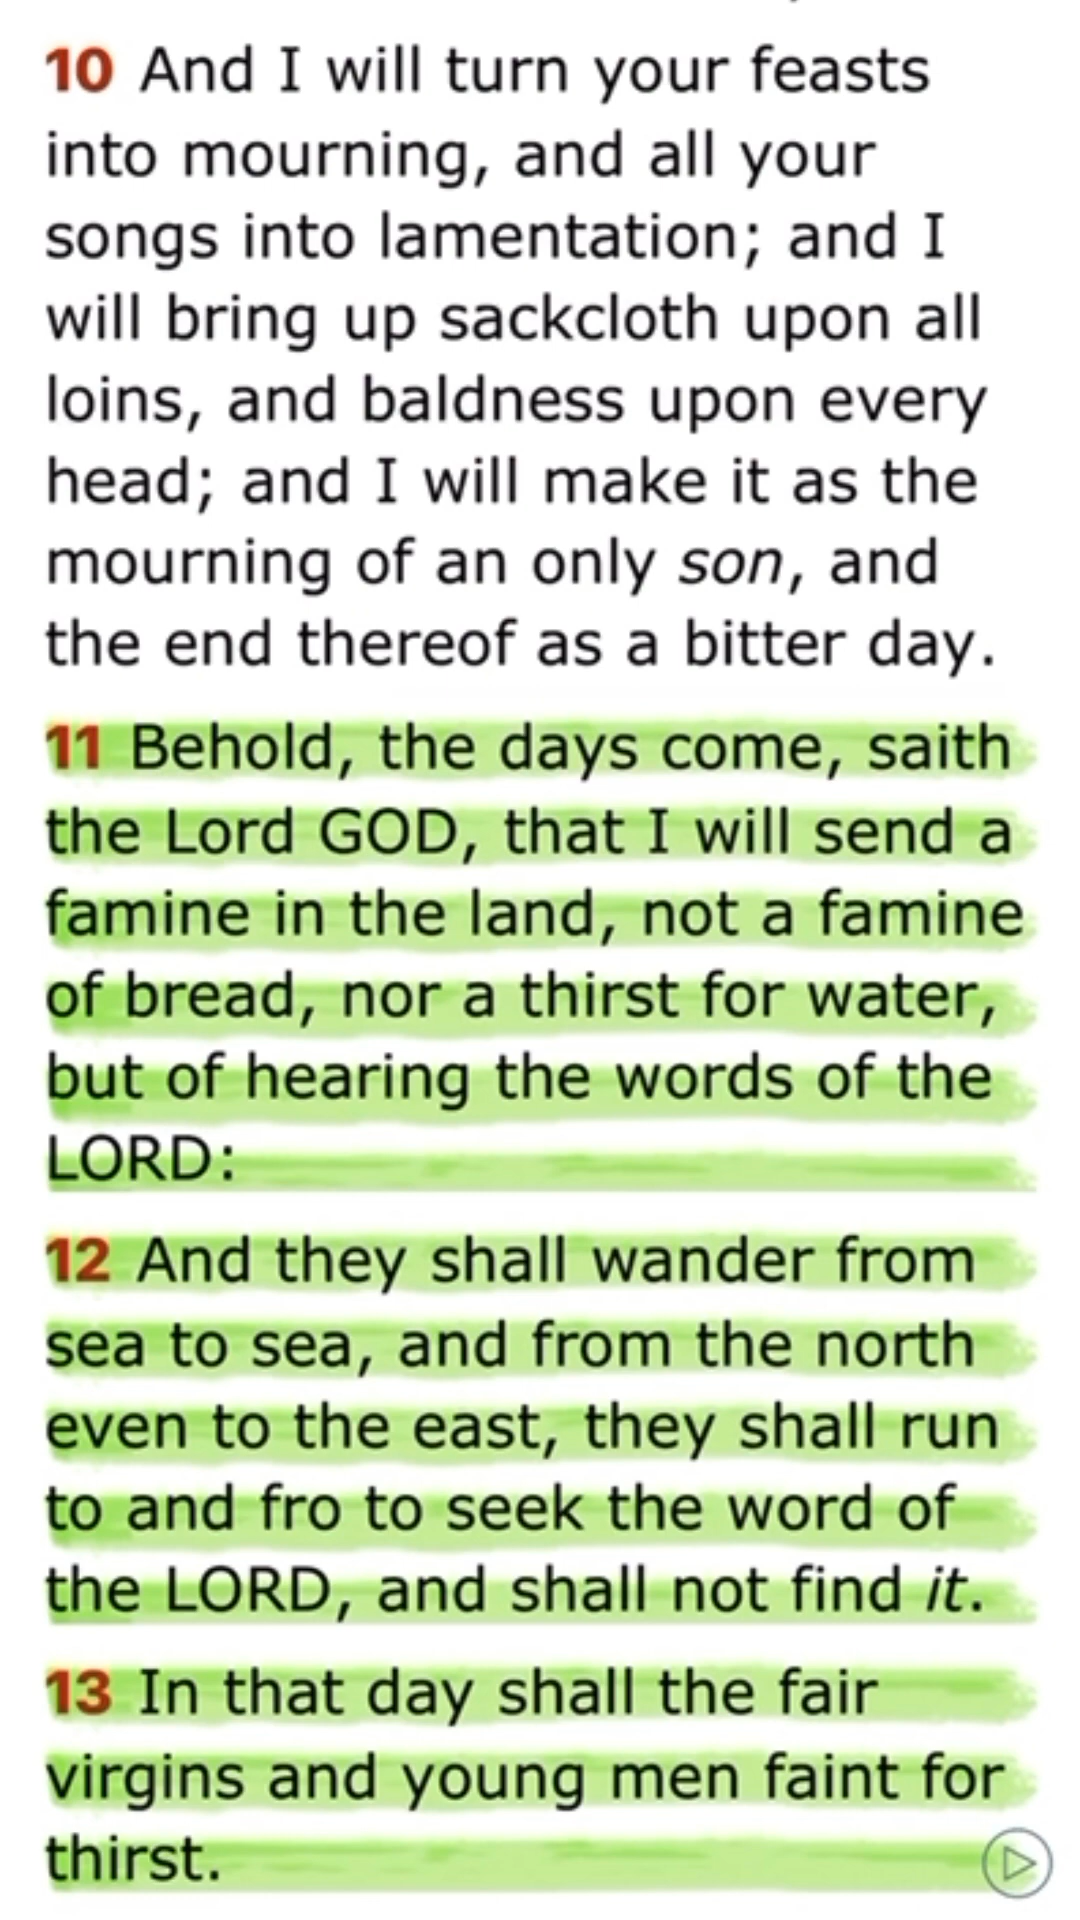 10 And I will turn your feasts
into mourning, and all your
songs into lamentation; and I
will bring up sackcloth upon all
loins, and baldness upon every
head; and I will make it as the
mourning of an only son, and
the end thereof as a bitter day.
11 Behold, the days come, saith
the Lord GOD, that I will send a
famine in the land, not a famine
of bread, nor a thirst for water,
but of hearing the words of the
LORD:
12 And they shall wander from
sea to sea, and from the north
even to the east, they shall run
to and fro to seek the word of
the LORD, and shall not find it.
13 In that day shall the fair
virgins and young men faint for
thirst.